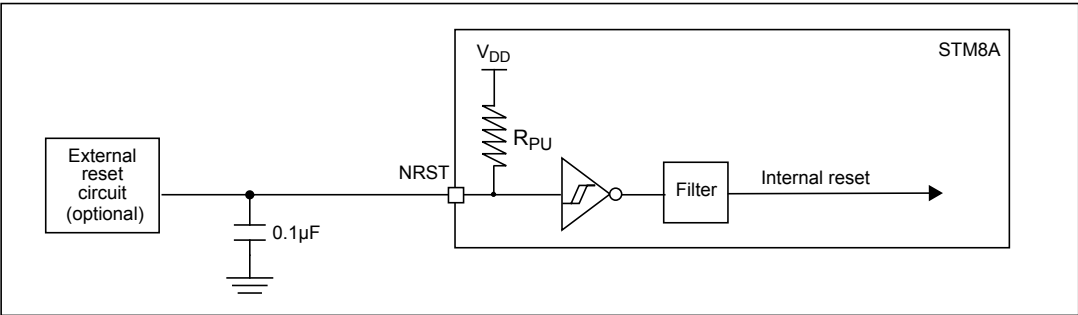 STM8A
VDD
RPU
External
reset
circuit
(optional)
NRST
Filter
Internal reset
0.1µF